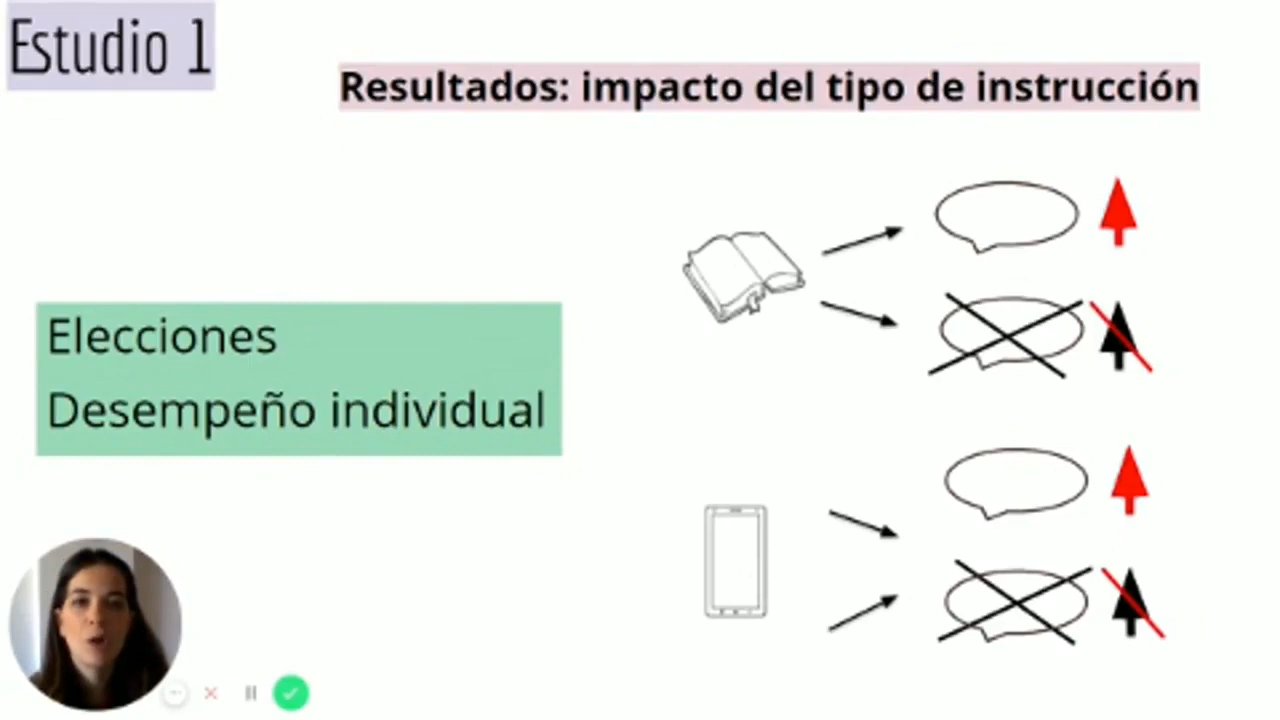 Estudio 1
Resultados: impacto del tipo de instrucción
Elecciones
Desempeño individual